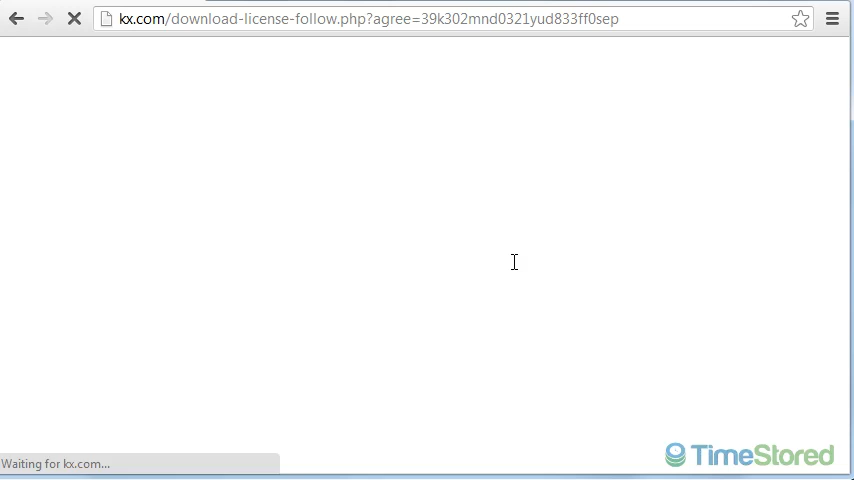 kx.com/download-license-follow.php?agree=39k302mnd0321yud833ff0sep
Waiting for kx.com...
TimeStored